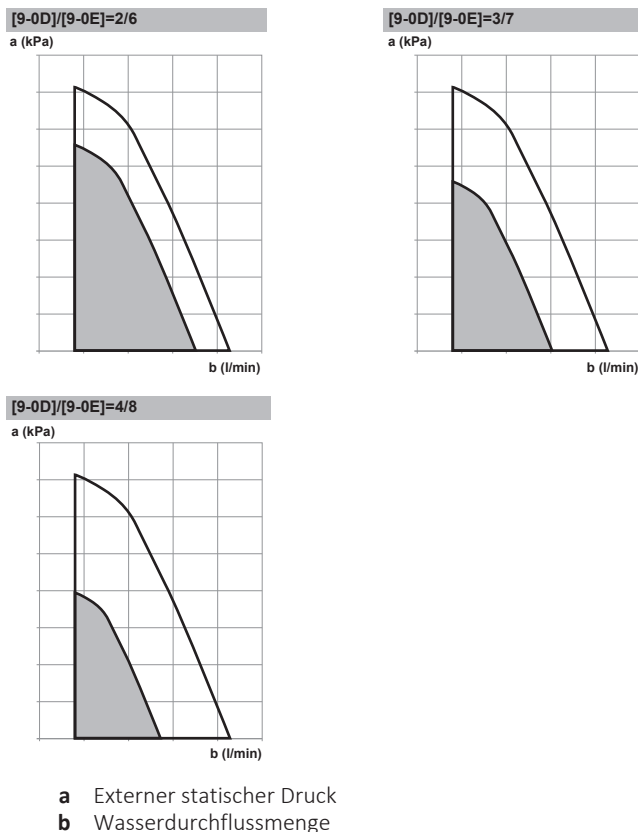 [9-0D]/[9-0E]=2/6
a (kPa)
b (l/min)
[9-0D]/[9-0E]=3/7
a (kPa)
b (l/min)
[9-0D]/[9-0E]=4/8
a (kPa)
b (l/min)
a Externer statischer Druck
b Wasserdurchflussmenge